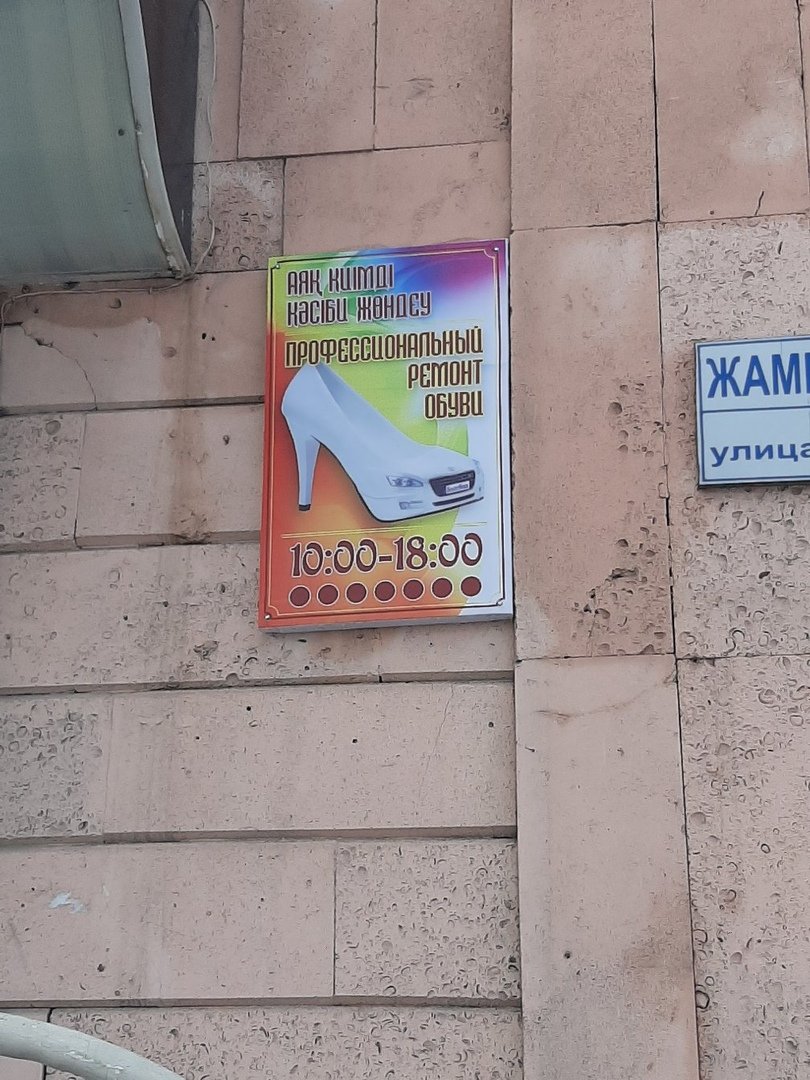 АЯҚ КИІМДІ
КӘСІБИ ЖӨНДЕУ
ПРОФЕССИОНАЛЬНЫЙ
РЕМОНТ
ОБУВИ
10:00-18:00
ЖАМ
улица